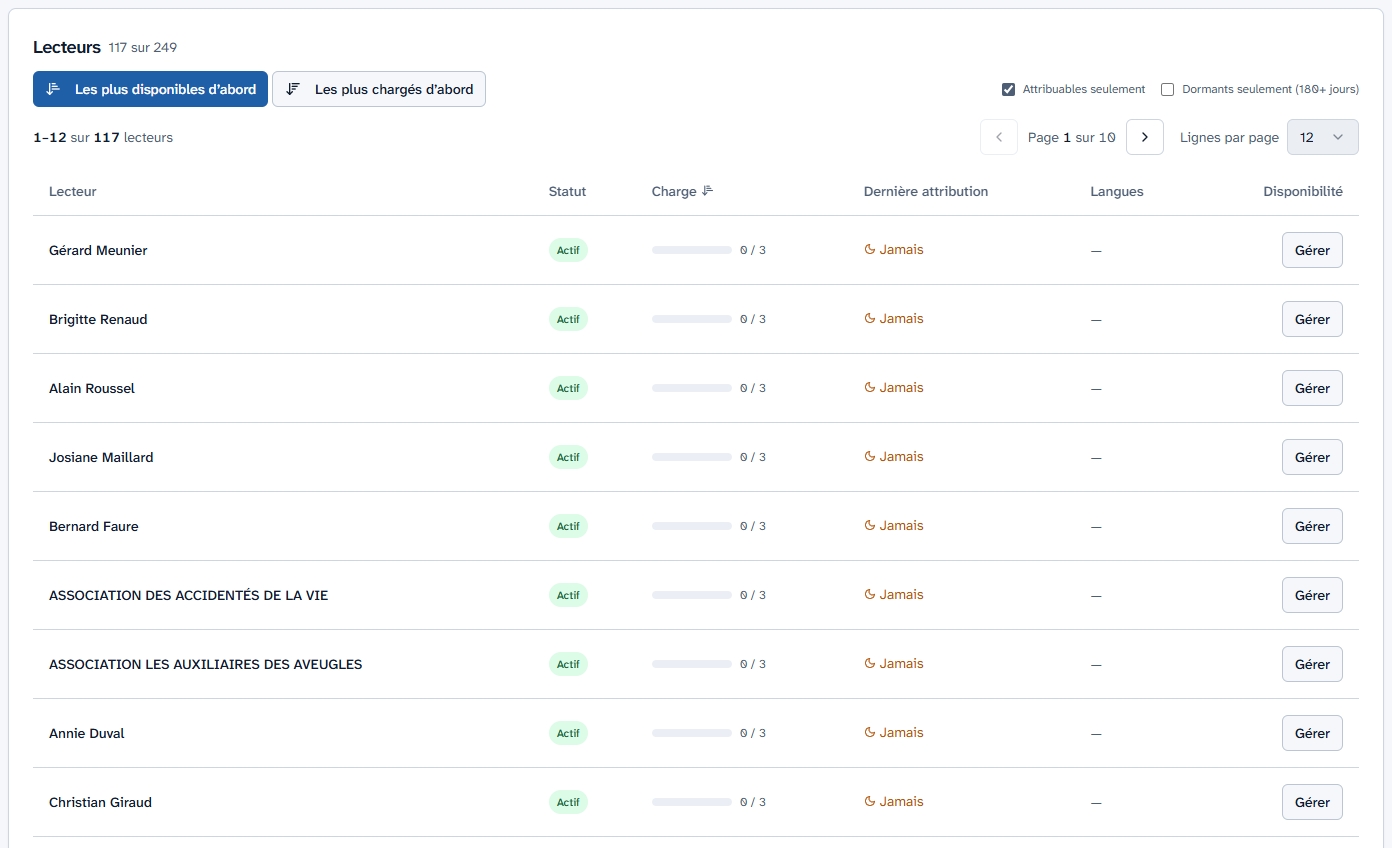 Lecteurs 117 sur 249
Les plus disponibles d’abord Les plus chargés d’abord Attribuables seulement Dormants seulement (180+ jours)
1–12 sur 117 lecteurs Page 1 sur 10 Lignes par page 12
Lecteur Statut Charge Dernière attribution Langues Disponibilité
Gérard Meunier Actif 0 / 3 Jamais — Gérer
Brigitte Renaud Actif 0 / 3 Jamais — Gérer
Alain Roussel Actif 0 / 3 Jamais — Gérer
Josiane Maillard Actif 0 / 3 Jamais — Gérer
Bernard Faure Actif 0 / 3 Jamais — Gérer
ASSOCIATION DES ACCIDENTÉS DE LA VIE Actif 0 / 3 Jamais — Gérer
ASSOCIATION LES AUXILIAIRES DES AVEUGLES Actif 0 / 3 Jamais — Gérer
Annie Duval Actif 0 / 3 Jamais — Gérer
Christian Giraud Actif 0 / 3 Jamais — Gérer